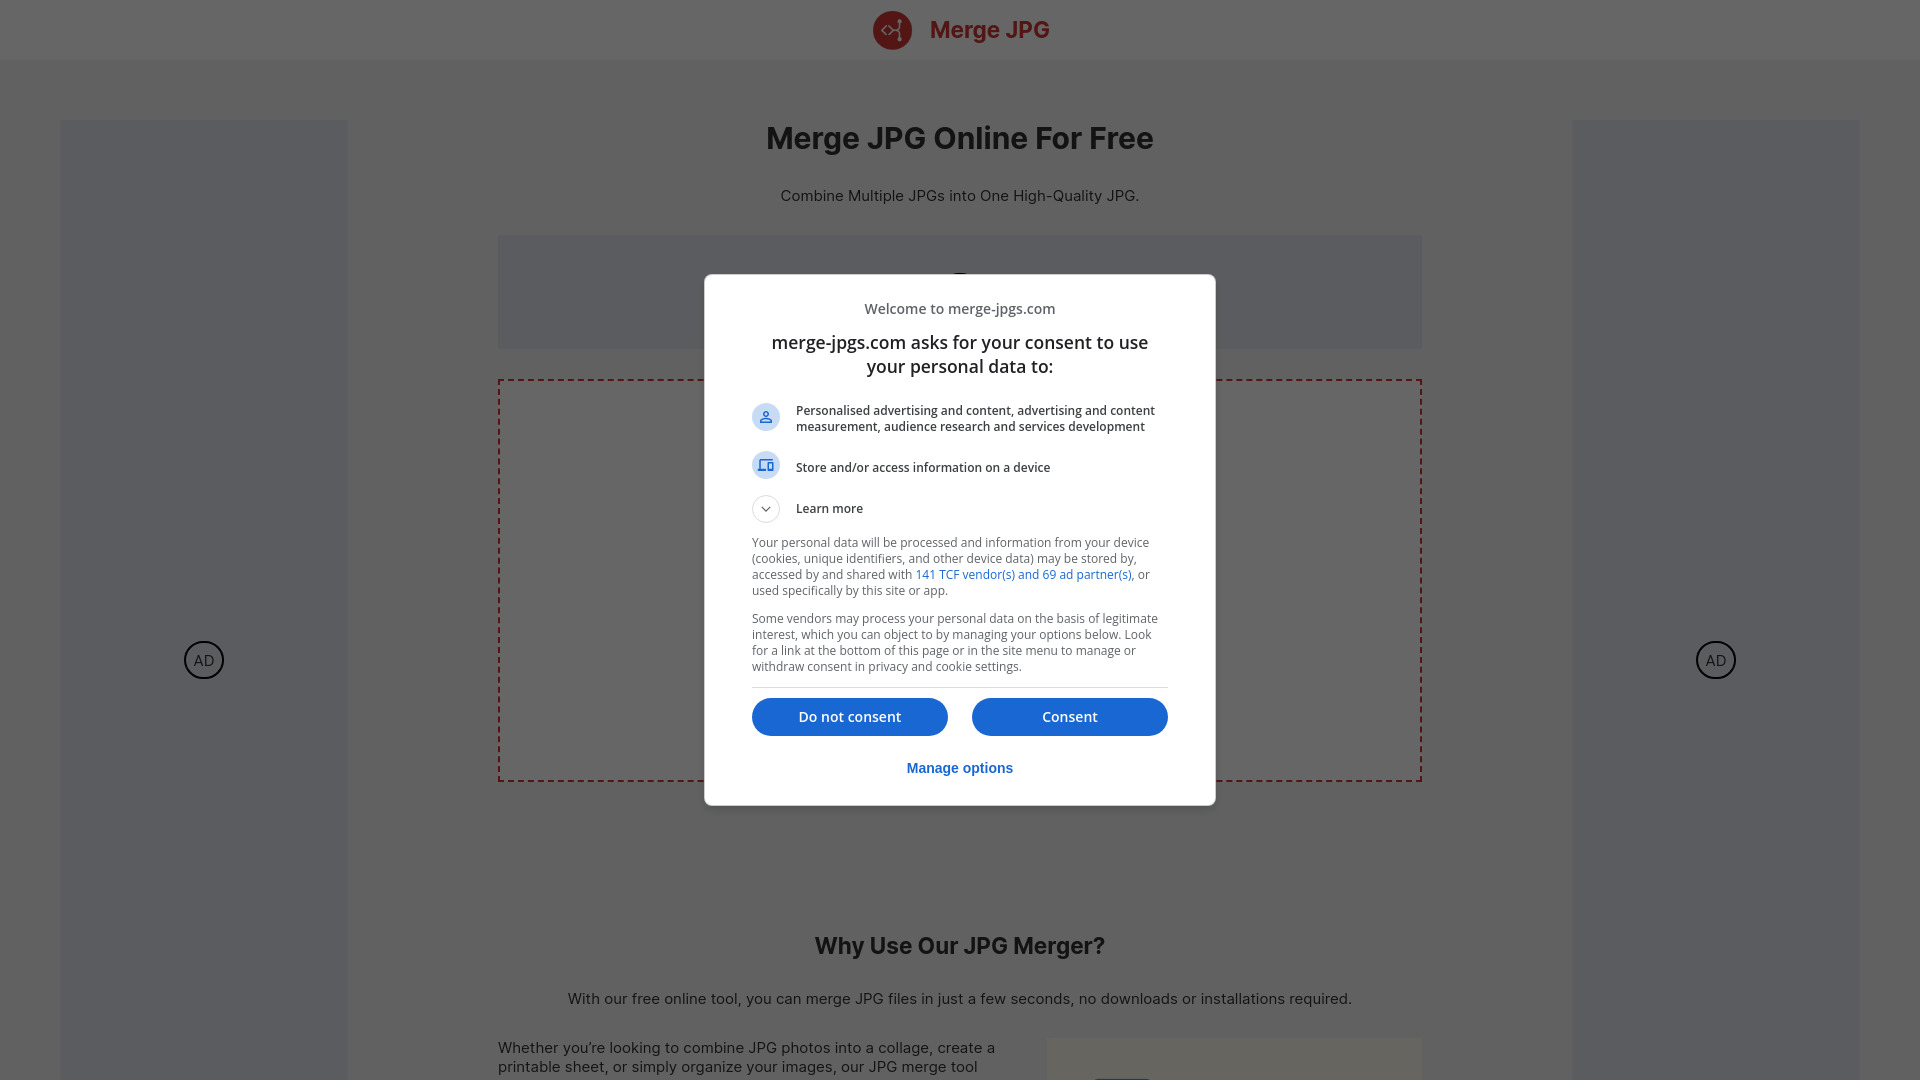 Merge JPG
Merge JPG Online For Free
Combine Multiple JPGs into One High-Quality JPG.
Welcome to merge-jpgs.com
merge-jpgs.com asks for your consent to use
your personal data to:
Personalised advertising and content, advertising and content
measurement, audience research and services development
Store and/or access information on a device
Learn more
Your personal data will be processed and information from your device
(cookies, unique identifiers, and other device data) may be stored by,
accessed by and shared with 141 TCF vendor(s) and 69 ad partner(s), or
used specifically by this site or app.
Some vendors may process your personal data on the basis of legitimate
interest, which you can object to by managing your options below. Look
for a link at the bottom of this page or in the site menu to manage or
withdraw consent in privacy and cookie settings.
AD
AD
Do not consent
Consent
Manage options
Why Use Our JPG Merger?
With our free online tool, you can merge JPG files in just a few seconds, no downloads or installations required.
Whether you're looking to combine JPG photos into a collage, create a
printable sheet, or simply organize your images, our JPG merge tool